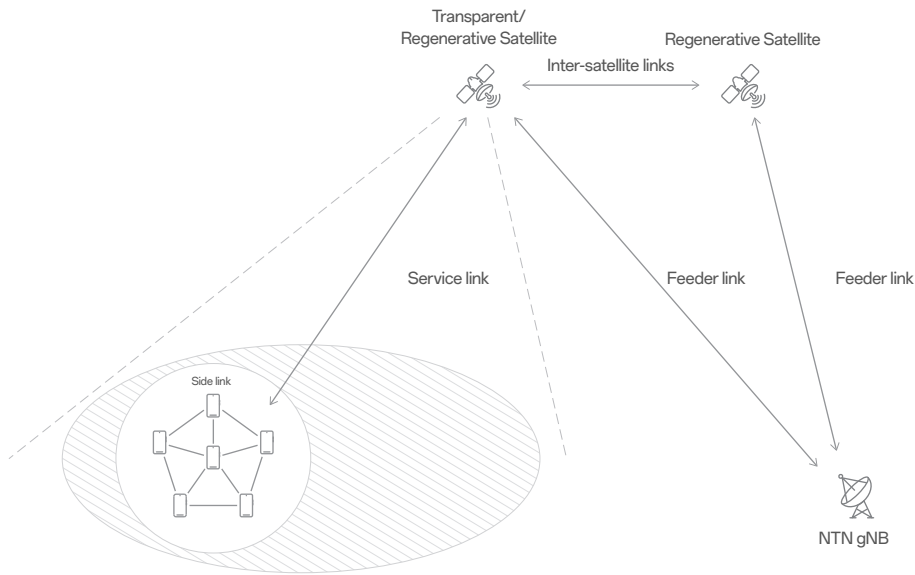 Transparent/
Regenerative Satellite
Regenerative Satellite
Inter-satellite links
Service link
Feeder link
Feeder link
Side link
NTN gNB